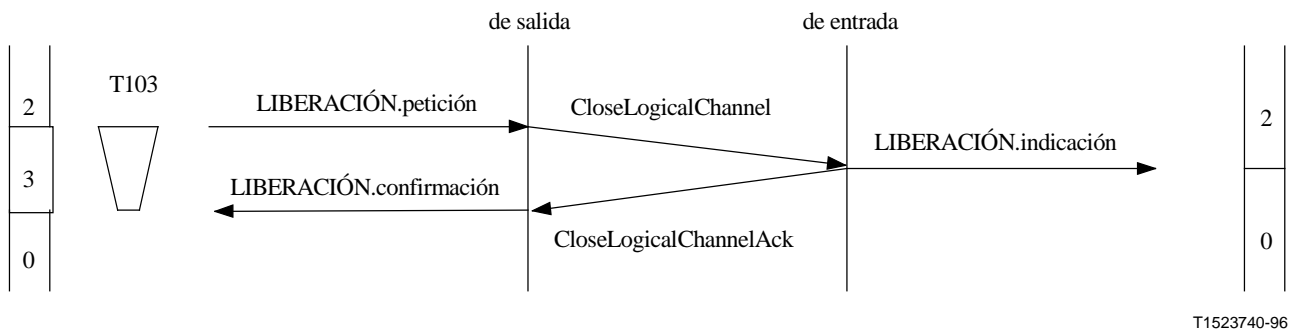 de salida
de entrada
T103
2
LIBERACIÓN.petición
CloseLogicalChannel
2
LIBERACIÓN.indicación
3
LIBERACIÓN.confirmación
CloseLogicalChannelAck
0
0
T1523740-96